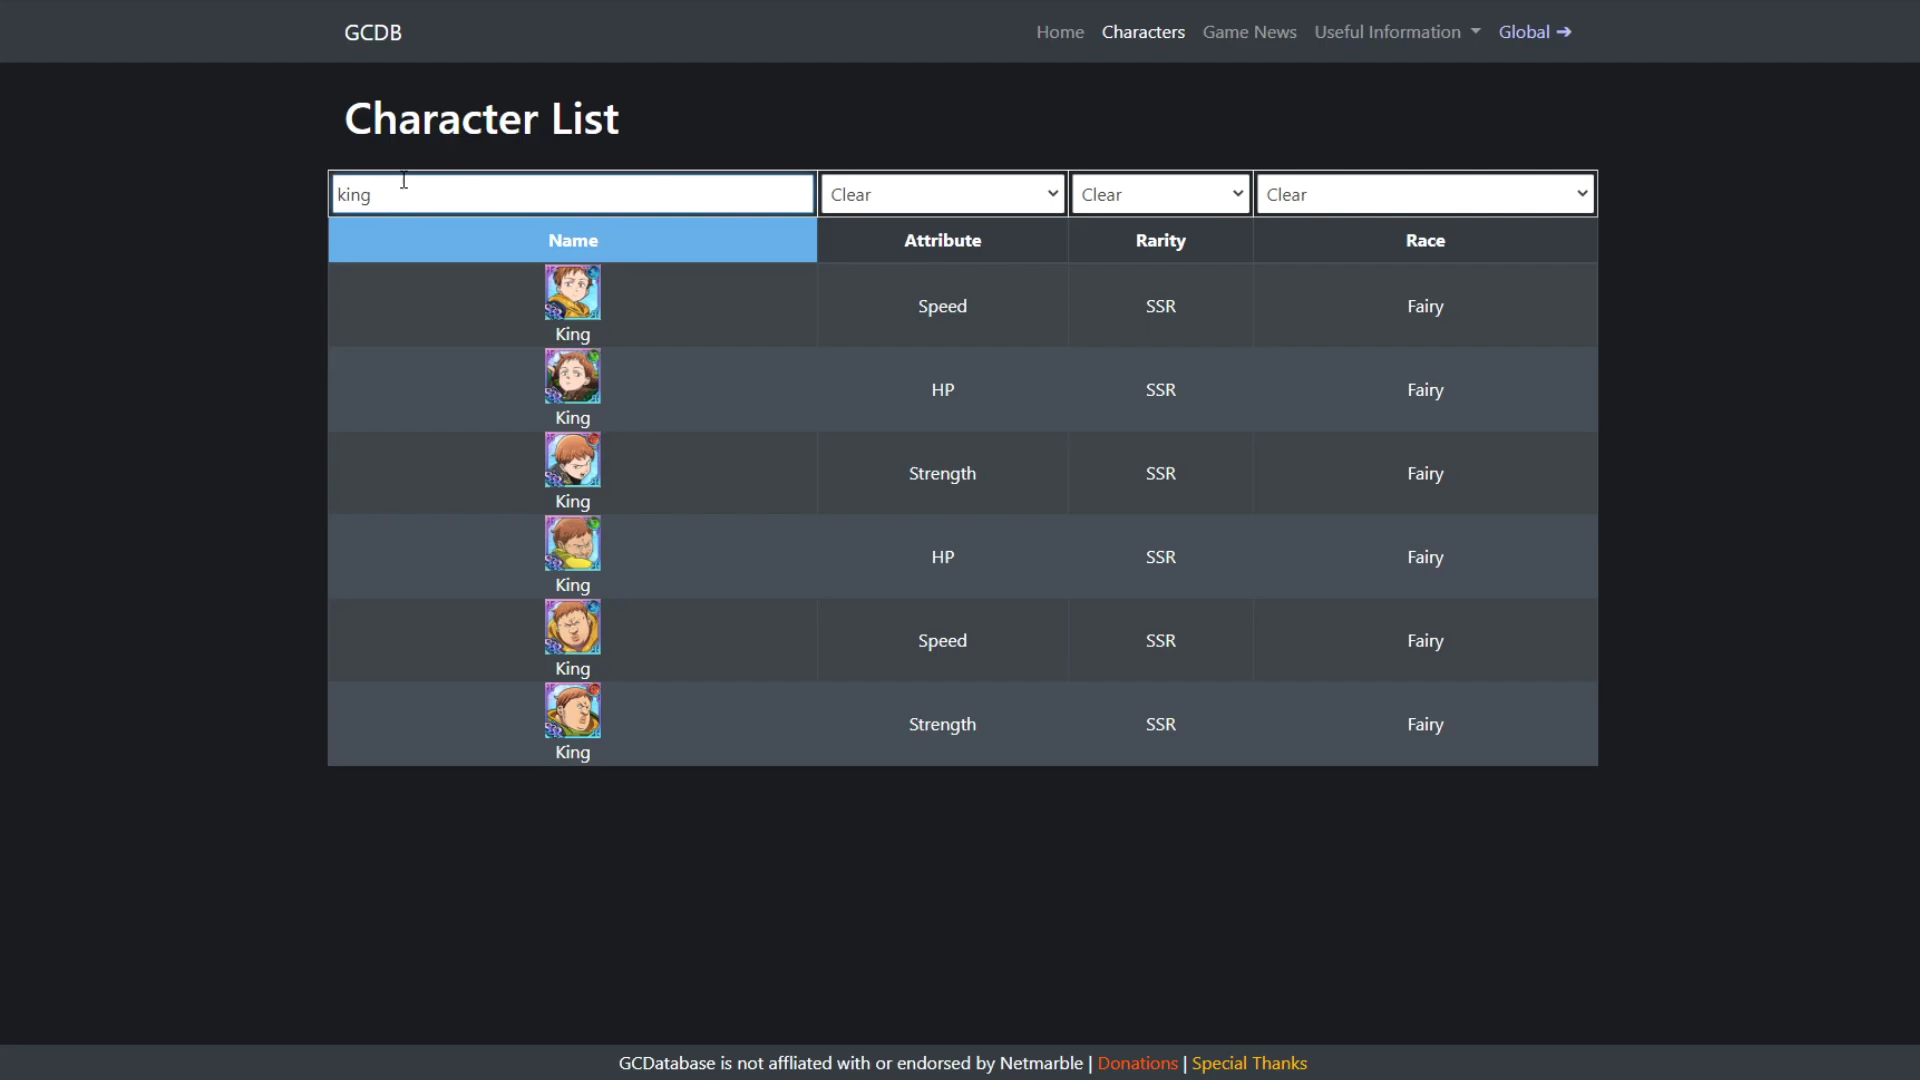 GCDB Home Characters Game News Useful Information Global ➔
Character List
king Clear Clear Clear
Name Attribute Rarity Race
Speed SSR Fairy
King
HP SSR Fairy
King
Strength SSR Fairy
King
HP SSR Fairy
King
Speed SSR Fairy
King
Strength SSR Fairy
King
GCDatabase is not affliated with or endorsed by Netmarble | Donations | Special Thanks